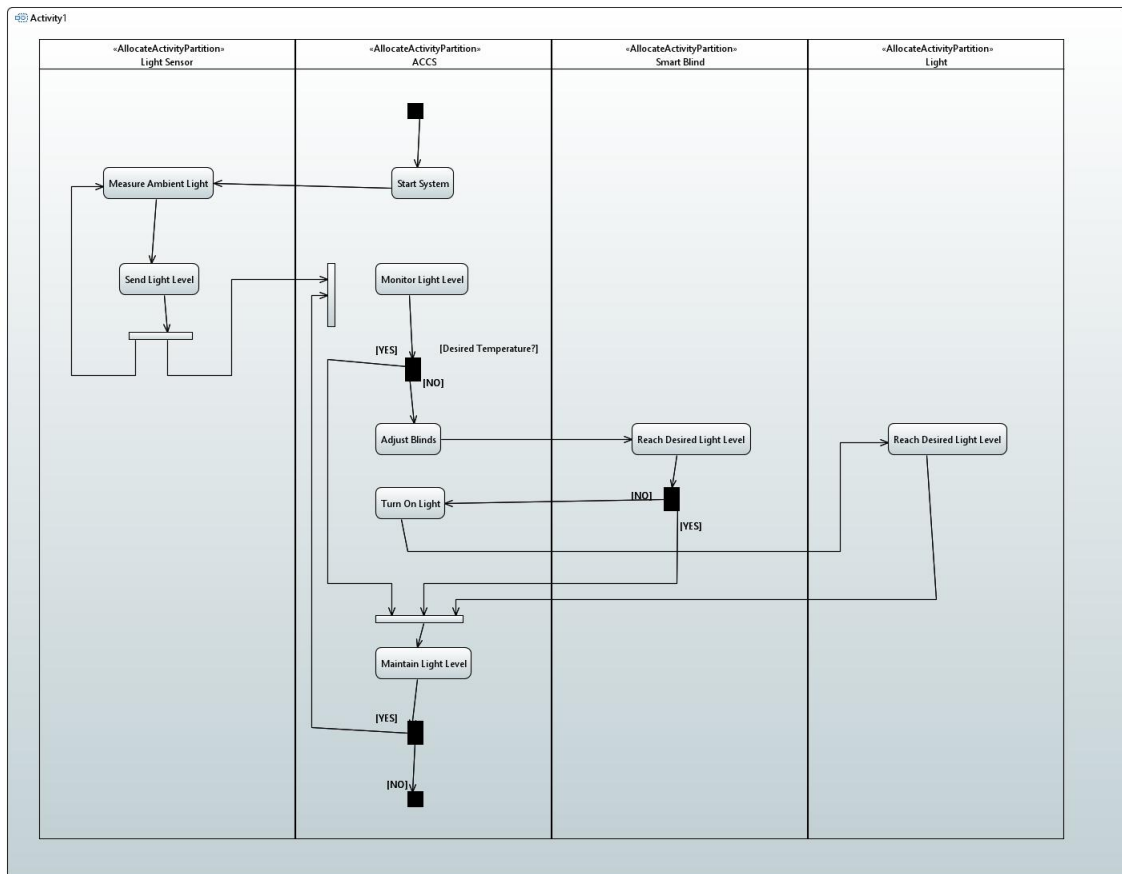 Activity1
«AllocateActivityPartition»
Light Sensor
«AllocateActivityPartition»
ACCS
«AllocateActivityPartition»
Smart Blind
«AllocateActivityPartition»
Light
Measure Ambient Light
Start System
Send Light Level
Monitor Light Level
[YES]
[Desired Temperature?]
[NO]
Adjust Blinds
Reach Desired Light Level
Reach Desired Light Level
Turn On Light
[NO]
[YES]
Maintain Light Level
[YES]
[NO]